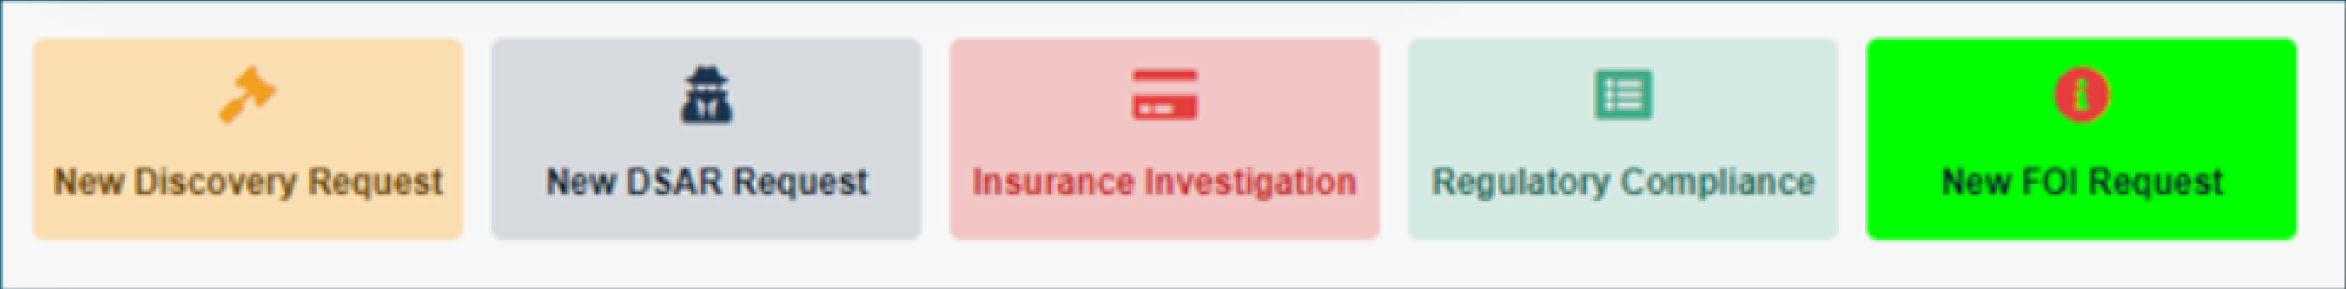 New Discovery Request
New DSAR Request
Insurance Investigation
Regulatory Compliance
New FOI Request